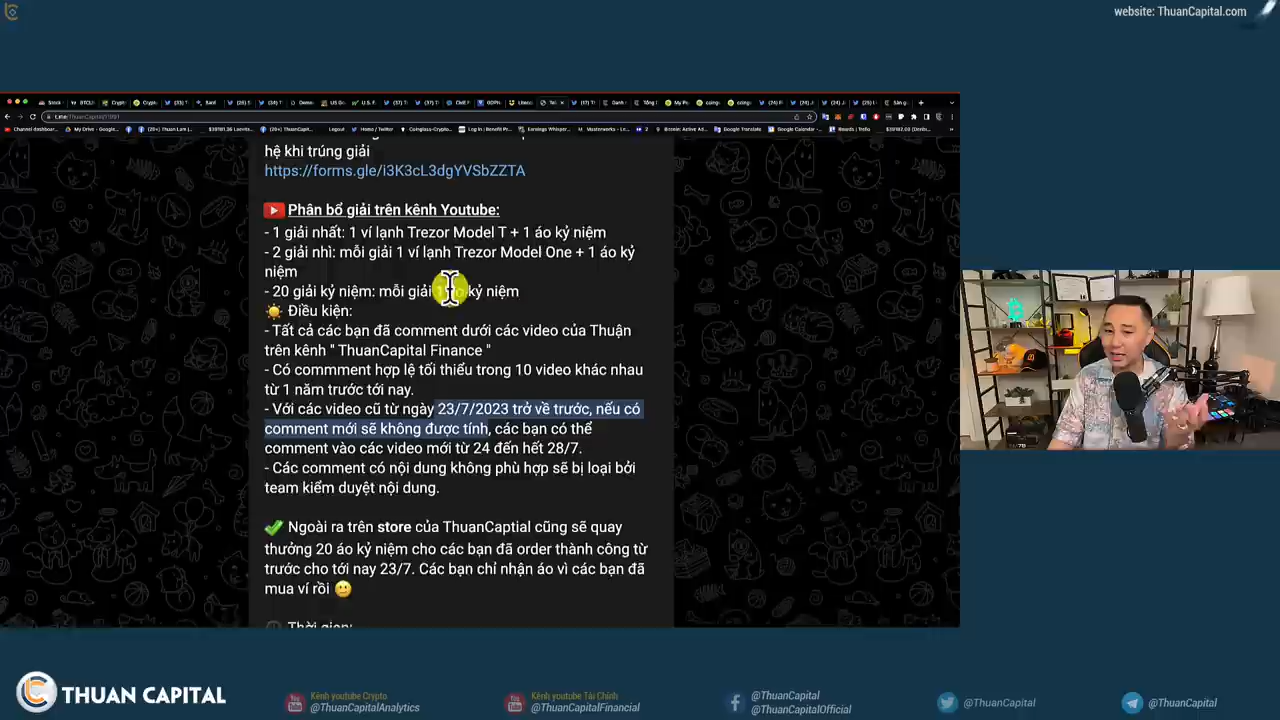 website: ThuanCapital.com
hệ khi trúng giải
https://forms.gle/i3K3cL3dgYVSbZZTA
Phân bổ giải trên kênh Youtube:
- 1 giải nhất: 1 ví lạnh Trezor Model T + 1 áo kỷ niệm
- 2 giải nhì: mỗi giải 1 ví lạnh Trezor Model One + 1 áo kỷ
niệm
- 20 giải kỷ niệm: mỗi giải kỷ niệm
Điều kiện:
- Tất cả các bạn đã comment dưới các video của Thuận
trên kênh " ThuanCapital Finance "
- Có commment hợp lệ tối thiểu trong 10 video khác nhau
từ 1 năm trước tới nay.
- Với các video cũ từ ngày 23/7/2023 trở về trước, nếu có
comment mới sẽ không được tính, các bạn có thể
comment vào các video mới từ 24 đến hết 28/7.
- Các comment có nội dung không phù hợp sẽ bị loại bởi
team kiểm duyệt nội dung.
Ngoài ra trên store của ThuanCaptial cũng sẽ quay
thưởng 20 áo kỷ niệm cho các bạn đã order thành công từ
trước cho tới nay 23/7. Các bạn chỉ nhận áo vì các bạn đã
mua ví rồi
Thời gian:
THUAN CAPITAL
Kênh youtube Crypto
@ThuanCapitalAnalytics
Kênh youtube Tài Chính
@ThuanCapitalFinancial
@ThuanCapital
@ThuanCapitalOfficial
@ThuanCapital
@ThuanCapital